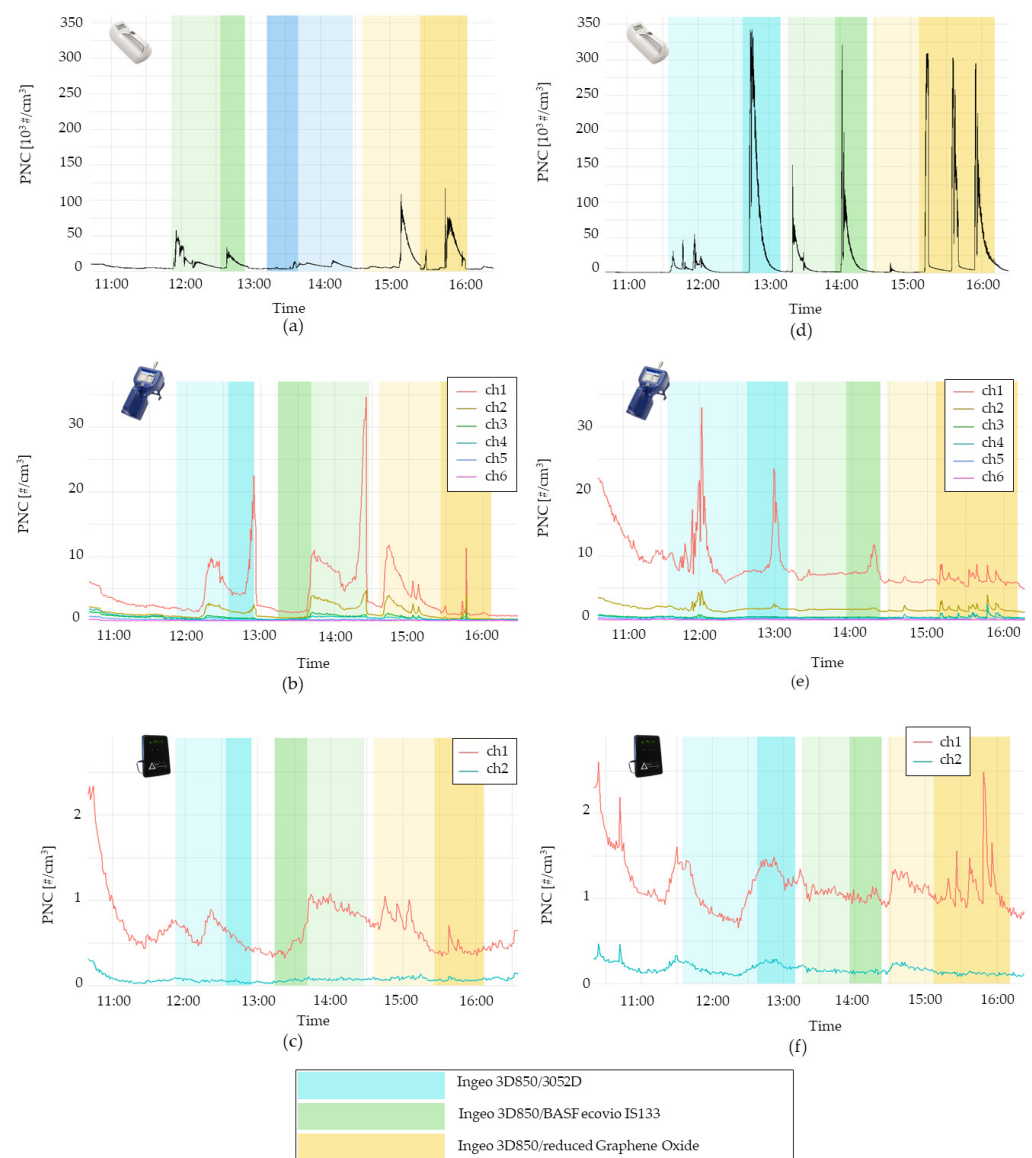 PNC [10³ #/cm³]
350
300
250
200
150
100
50
0
11:00 12:00 13:00 14:00 15:00 16:00
Time
(a)
PNC [10³ #/cm³]
350
300
250
200
150
100
50
0
11:00 12:00 13:00 14:00 15:00 16:00
Time
(d)
PNC [#/cm³]
30
20
10
0
ch1
ch2
ch3
ch4
ch5
ch6
11:00 12:00 13:00 14:00 15:00 16:00
Time
(b)
PNC [#/cm³]
30
20
10
0
ch1
ch2
ch3
ch4
ch5
ch6
11:00 12:00 13:00 14:00 15:00 16:00
Time
(e)
PNC [#/cm³]
2
1
0
ch1
ch2
11:00 12:00 13:00 14:00 15:00 16:00
Time
(c)
PNC [#/cm³]
2
1
0
ch1
ch2
11:00 12:00 13:00 14:00 15:00 16:00
Time
(f)
Ingeo 3D850/3052D
Ingeo 3D850/BASF ecovio IS133
Ingeo 3D850/reduced Graphene Oxide